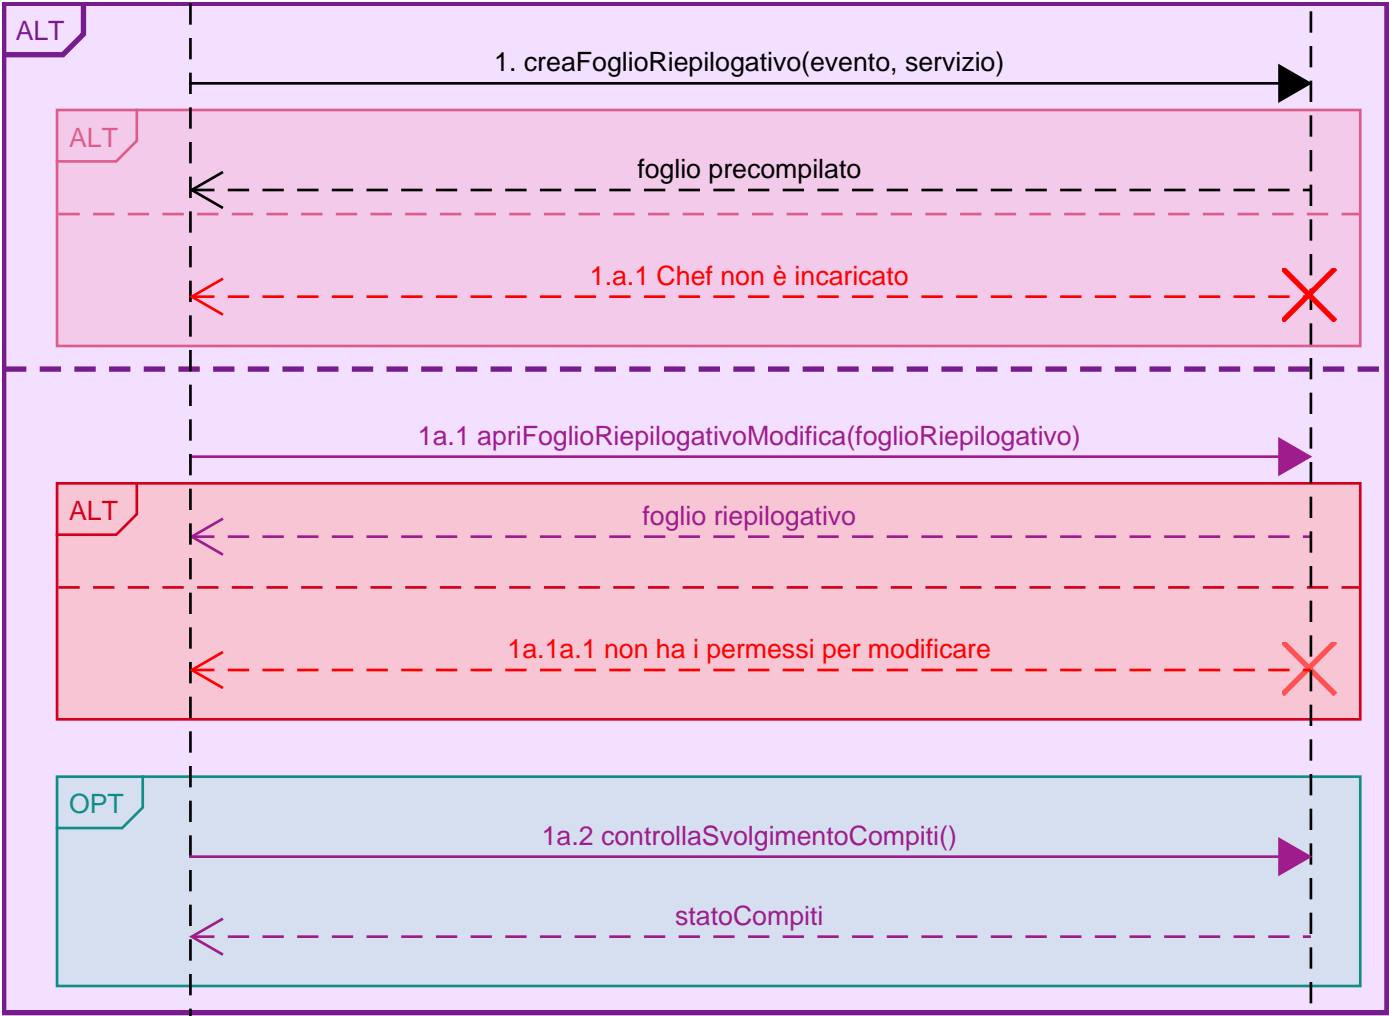 ALT
1. creaFoglioRiepilogativo(evento, servizio)
ALT
foglio precompilato
1.a.1 Chef non è incaricato
1a.1 apriFoglioRiepilogativoModifica(foglioRiepilogativo)
ALT
foglio riepilogativo
1a.1a.1 non ha i permessi per modificare
OPT
1a.2 controllaSvolgimentoCompiti()
statoCompiti